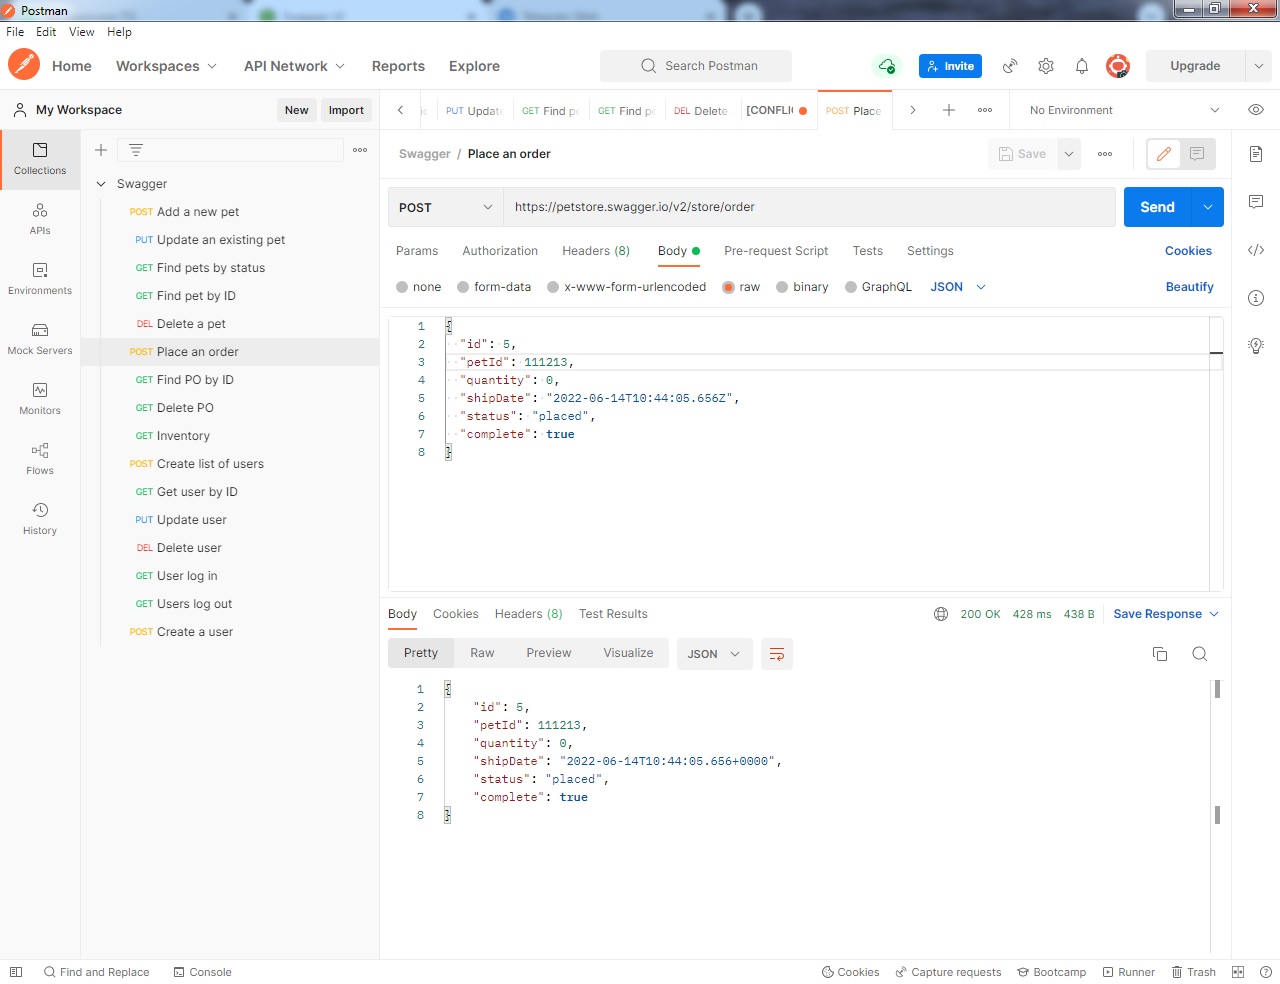 Postman
File Edit View Help
Home Workspaces API Network Reports Explore Search Postman Invite Upgrade
My Workspace New Import
PUT Update GET Find pe GET Find pe DEL Delete [CONFLIC POST Place No Environment
Collections
APIs
Environments
Mock Servers
Monitors
Flows
History
Swagger
POST Add a new pet
PUT Update an existing pet
GET Find pets by status
GET Find pet by ID
DEL Delete a pet
POST Place an order
GET Find PO by ID
GET Delete PO
GET Inventory
POST Create list of users
GET Get user by ID
PUT Update user
DEL Delete user
GET User log in
GET Users log out
POST Create a user
Swagger / Place an order Save
POST https://petstore.swagger.io/v2/store/order Send
Params Authorization Headers (8) Body Pre-request Script Tests Settings Cookies
none form-data x-www-form-urlencoded raw binary GraphQL JSON Beautify
1 {
2 "id": 5,
3 "petId": 111213,
4 "quantity": 0,
5 "shipDate": "2022-06-14T10:44:05.656Z",
6 "status": "placed",
7 "complete": true
8 }
Body Cookies Headers (8) Test Results 200 OK 428 ms 438 B Save Response
Pretty Raw Preview Visualize JSON
1 {
2 "id": 5,
3 "petId": 111213,
4 "quantity": 0,
5 "shipDate": "2022-06-14T10:44:05.656+0000",
6 "status": "placed",
7 "complete": true
8 }
Find and Replace Console Cookies Capture requests Bootcamp Runner Trash